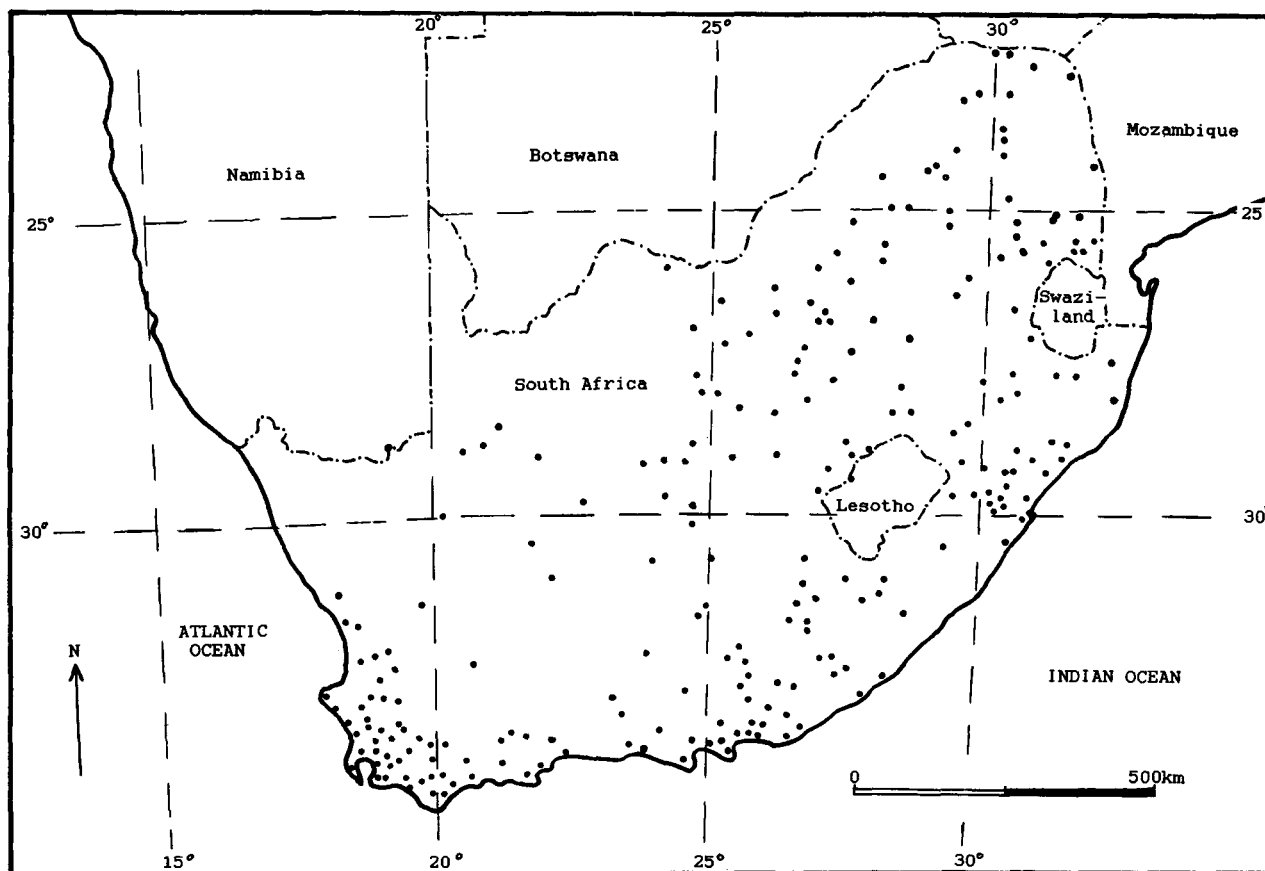 20° 25° 30°
Mozambique
Botswana
Namibia
25° 25
Swazi-
land
South Africa
Lesotho
30° 30
ATLANTIC
OCEAN
N
INDIAN OCEAN
0 500km
15° 20° 25° 30°